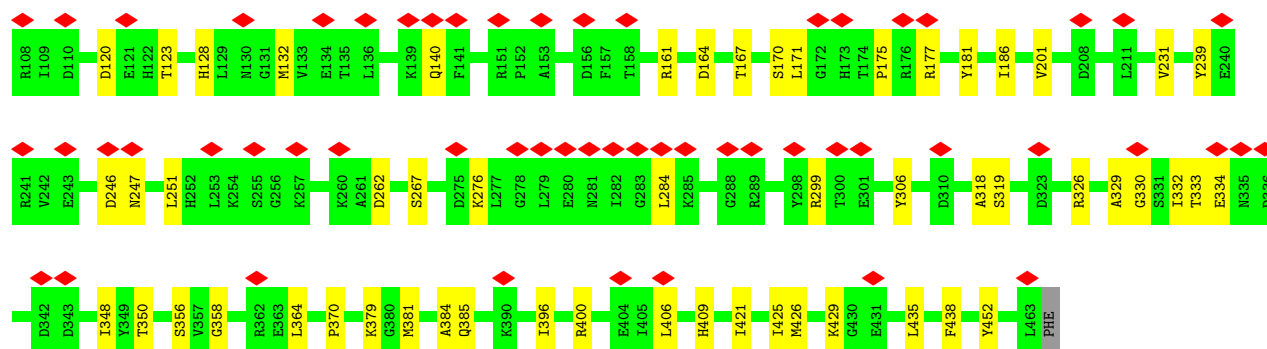 R108 I109 D110 D120 E121 H122 T123 H128 L129 N130 G131 M132 V133 E134 T135 L136 K139 Q140 F141 R151 P152 A153 D156 F157 T158 R161 D164 T167 S170 L171 G172 H173 T174 P175 R176 R177 Y181 I186 V201 D208 L211 V231 Y239 E240
R241 V242 E243 D246 N247 L251 H252 L253 K254 S255 G256 K257 K260 A261 D262 S267 D275 K276 L277 G278 L279 E280 N281 I282 G283 L284 K285 G288 R289 Y298 R299 T300 E301 Y306 D310 A318 S319 D323 R326 A329 G330 S331 I332 T333 E334 N335
D342 D343 I348 Y349 T350 S356 V357 G358 R362 E363 L364 P370 K379 G380 M381 A384 Q385 K390 I396 R400 E404 I405 L406 H409 I421 I425 M426 K429 G430 E431 L435 F438 Y452 L463 PHE